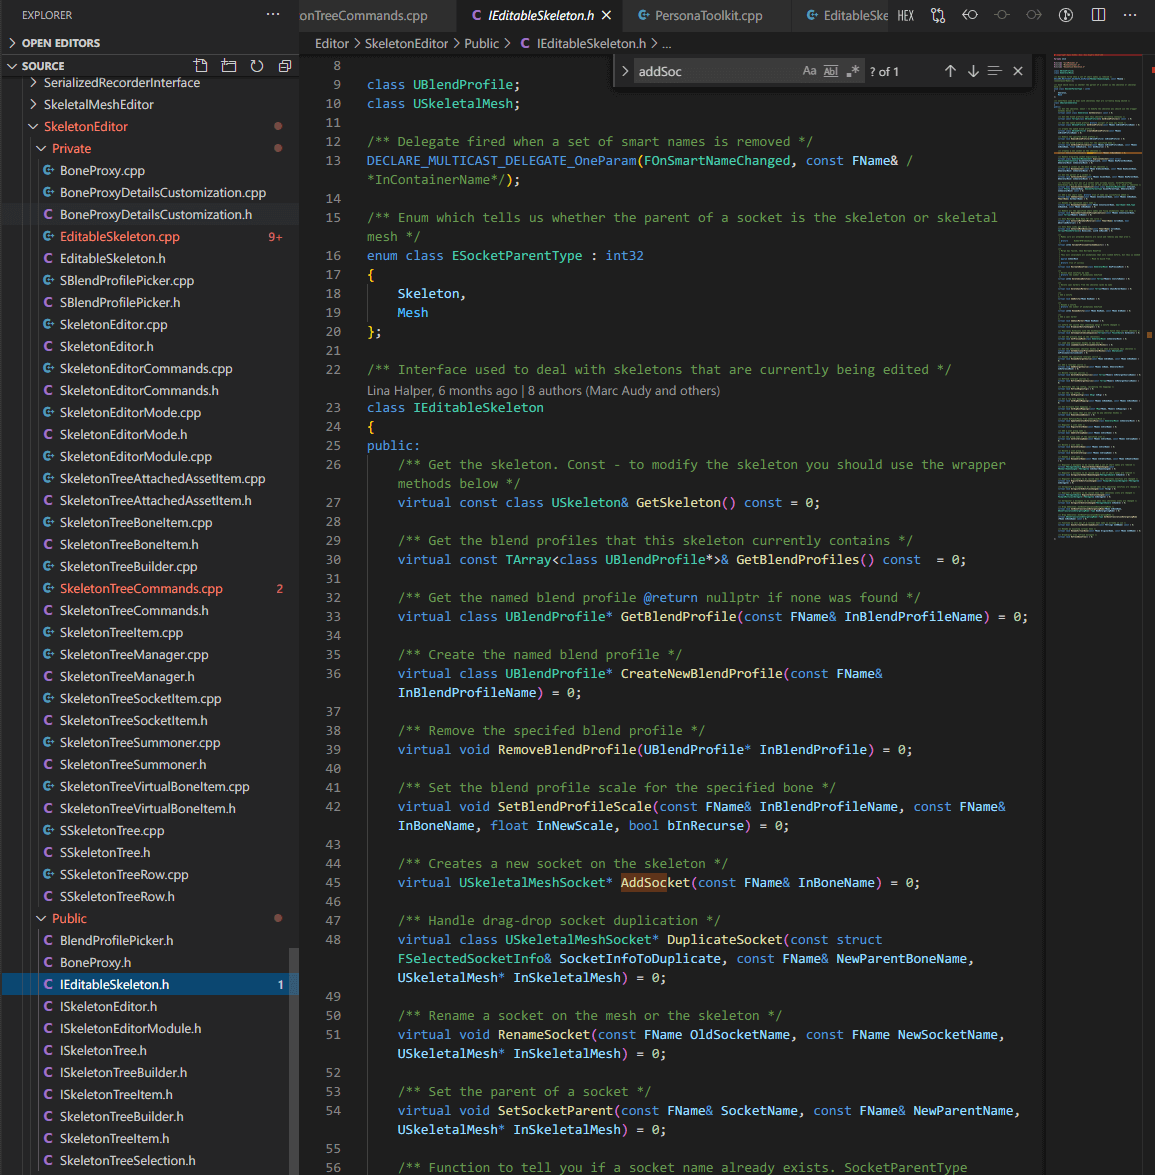 EXPLORER
OPEN EDITORS
SOURCE
SerializedRecorderInterface
SkeletalMeshEditor
SkeletonEditor
Private
BoneProxy.cpp
BoneProxyDetailsCustomization.cpp
BoneProxyDetailsCustomization.h
EditableSkeleton.cpp 9+
EditableSkeleton.h
SBlendProfilePicker.cpp
SBlendProfilePicker.h
SkeletonEditor.cpp
SkeletonEditor.h
SkeletonEditorCommands.cpp
SkeletonEditorCommands.h
SkeletonEditorMode.cpp
SkeletonEditorMode.h
SkeletonEditorModule.cpp
SkeletonTreeAttachedAssetItem.cpp
SkeletonTreeAttachedAssetItem.h
SkeletonTreeBoneItem.cpp
SkeletonTreeBoneItem.h
SkeletonTreeBuilder.cpp
SkeletonTreeCommands.cpp 2
SkeletonTreeCommands.h
SkeletonTreeItem.cpp
SkeletonTreeManager.cpp
SkeletonTreeManager.h
SkeletonTreeSocketItem.cpp
SkeletonTreeSocketItem.h
SkeletonTreeSummoner.cpp
SkeletonTreeSummoner.h
SkeletonTreeVirtualBoneItem.cpp
SkeletonTreeVirtualBoneItem.h
SSkeletonTree.cpp
SSkeletonTree.h
SSkeletonTreeRow.cpp
SSkeletonTreeRow.h
Public
BlendProfilePicker.h
BoneProxy.h
IEditableSkeleton.h 1
ISkeletonEditor.h
ISkeletonEditorModule.h
ISkeletonTree.h
ISkeletonTreeBuilder.h
ISkeletonTreeItem.h
SkeletonTreeBuilder.h
SkeletonTreeItem.h
SkeletonTreeSelection.h
onTreeCommands.cpp IEditableSkeleton.h PersonaToolkit.cpp EditableSke HEX
Editor > SkeletonEditor > Public > IEditableSkeleton.h > ...
addSoc Aa Abl .* ? of 1
8
9 class UBlendProfile;
10 class USkeletalMesh;
11
12 /** Delegate fired when a set of smart names is removed */
13 DECLARE_MULTICAST_DELEGATE_OneParam(FOnSmartNameChanged, const FName& /
*InContainerName*/);
14
15 /** Enum which tells us whether the parent of a socket is the skeleton or skeletal
mesh */
16 enum class ESocketParentType : int32
17 {
18 Skeleton,
19 Mesh
20 };
21
22 /** Interface used to deal with skeletons that are currently being edited */
Lina Halper, 6 months ago | 8 authors (Marc Audy and others)
23 class IEditableSkeleton
24 {
25 public:
26 /** Get the skeleton. Const - to modify the skeleton you should use the wrapper
methods below */
27 virtual const class USkeleton& GetSkeleton() const = 0;
28
29 /** Get the blend profiles that this skeleton currently contains */
30 virtual const TArray<class UBlendProfile*>& GetBlendProfiles() const  = 0;
31
32 /** Get the named blend profile @return nullptr if none was found */
33 virtual class UBlendProfile* GetBlendProfile(const FName& InBlendProfileName) = 0;
34
35 /** Create the named blend profile */
36 virtual class UBlendProfile* CreateNewBlendProfile(const FName&
InBlendProfileName) = 0;
37
38 /** Remove the specifed blend profile */
39 virtual void RemoveBlendProfile(UBlendProfile* InBlendProfile) = 0;
40
41 /** Set the blend profile scale for the specified bone */
42 virtual void SetBlendProfileScale(const FName& InBlendProfileName, const FName&
InBoneName, float InNewScale, bool bInRecurse) = 0;
43
44 /** Creates a new socket on the skeleton */
45 virtual USkeletalMeshSocket* AddSocket(const FName& InBoneName) = 0;
46
47 /** Handle drag-drop socket duplication */
48 virtual class USkeletalMeshSocket* DuplicateSocket(const struct
FSelectedSocketInfo& SocketInfoToDuplicate, const FName& NewParentBoneName,
USkeletalMesh* InSkeletalMesh) = 0;
49
50 /** Rename a socket on the mesh or the skeleton */
51 virtual void RenameSocket(const FName OldSocketName, const FName NewSocketName,
USkeletalMesh* InSkeletalMesh) = 0;
52
53 /** Set the parent of a socket */
54 virtual void SetSocketParent(const FName& SocketName, const FName& NewParentName,
USkeletalMesh* InSkeletalMesh) = 0;
55
56 /** Function to tell you if a socket name already exists. SocketParentType